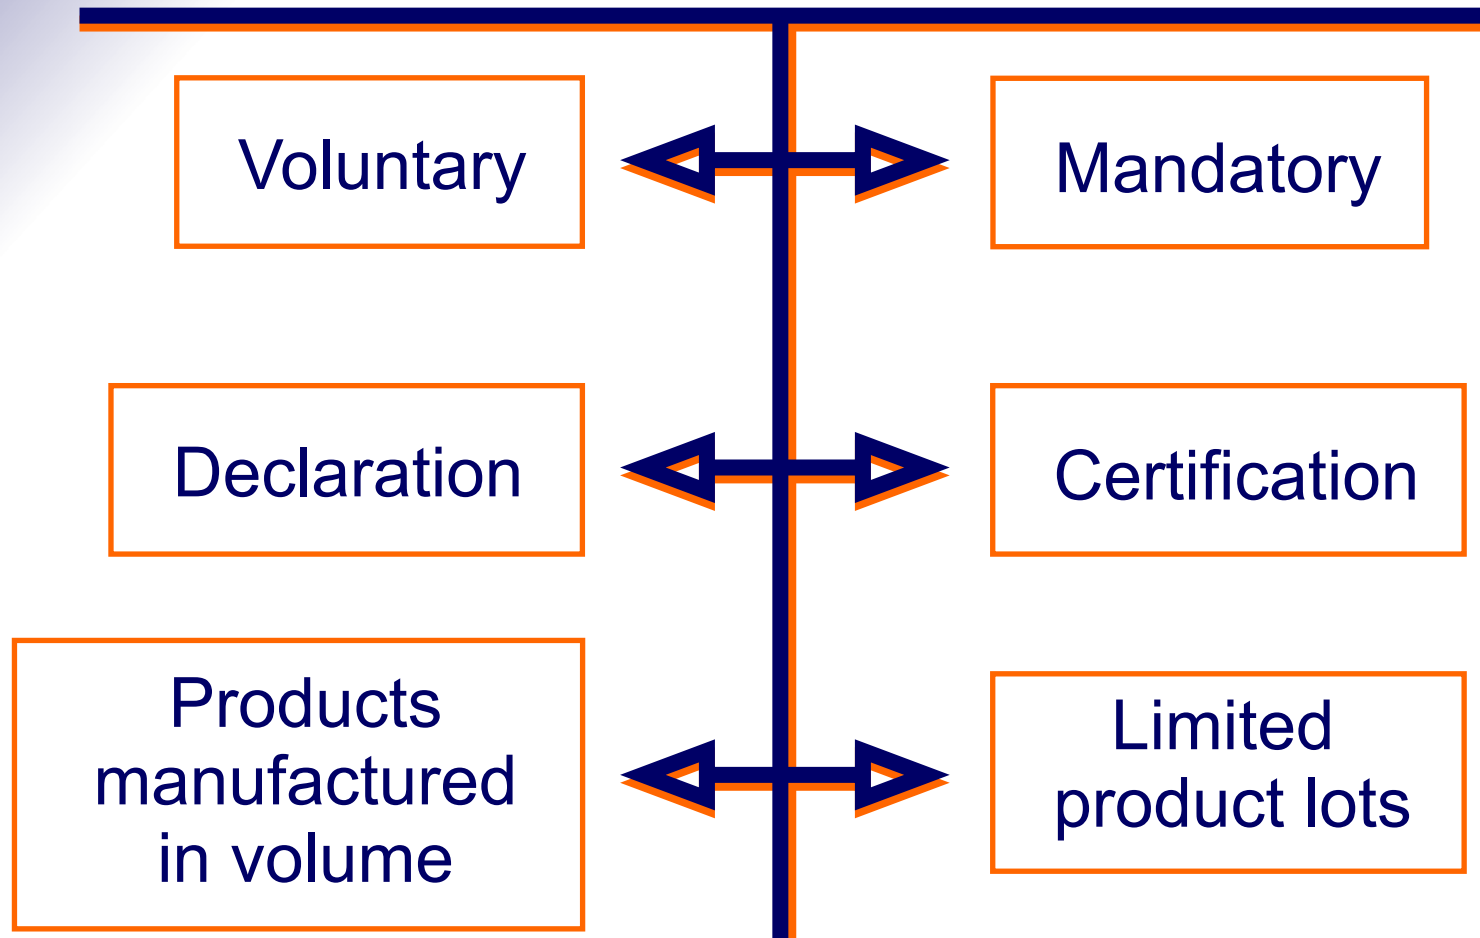 Voluntary
Mandatory
Declaration
Certification
Products
manufactured
in volume
Limited
product lots